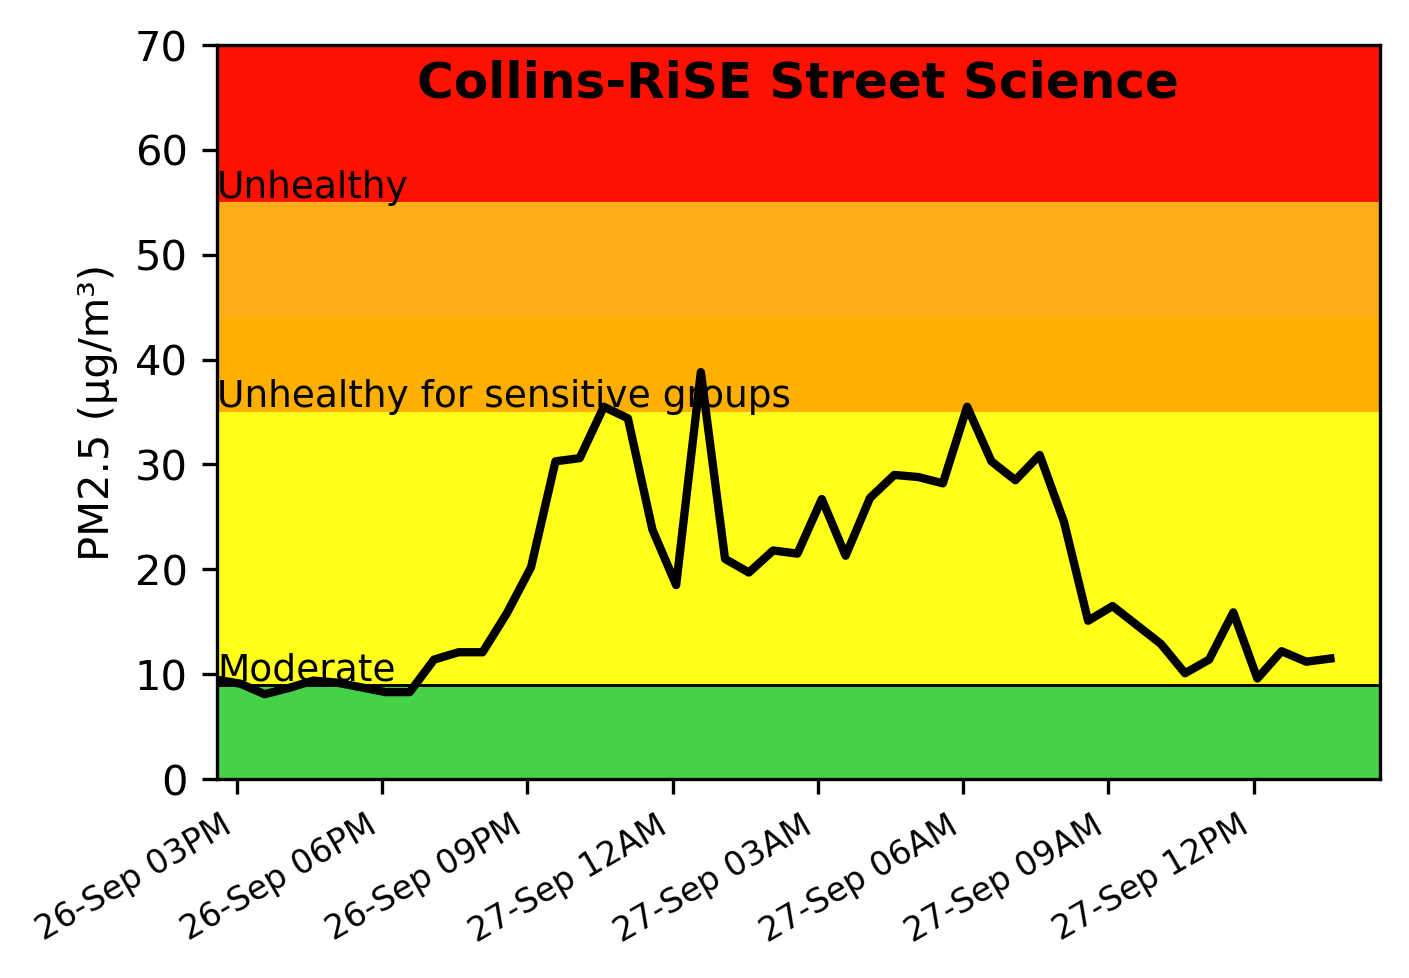 Collins-RiSE Street Science
70
60
Unhealthy
50
40
Unhealthy for sensitive groups
30
20
10
Moderate
0
PM2.5 (μg/m³)
26-Sep 03PM
26-Sep 06PM
26-Sep 09PM
27-Sep 12AM
27-Sep 03AM
27-Sep 06AM
27-Sep 09AM
27-Sep 12PM